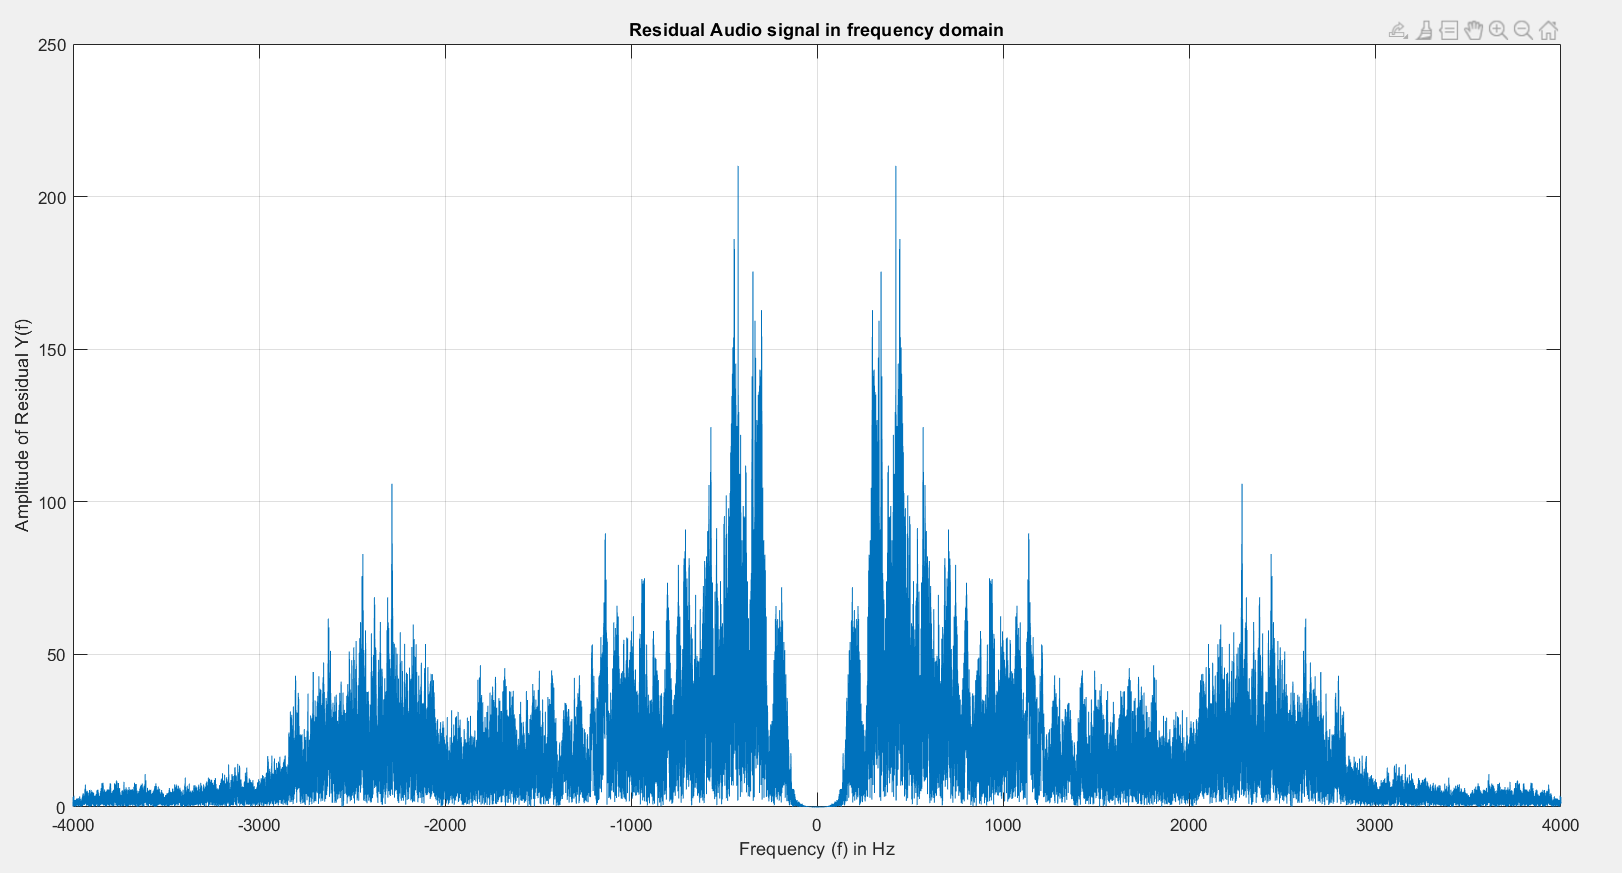 Residual Audio signal in frequency domain
250
200
150
100
50
0
Amplitude of Residual Y(f)
-4000 -3000 -2000 -1000 0 1000 2000 3000 4000
Frequency (f) in Hz